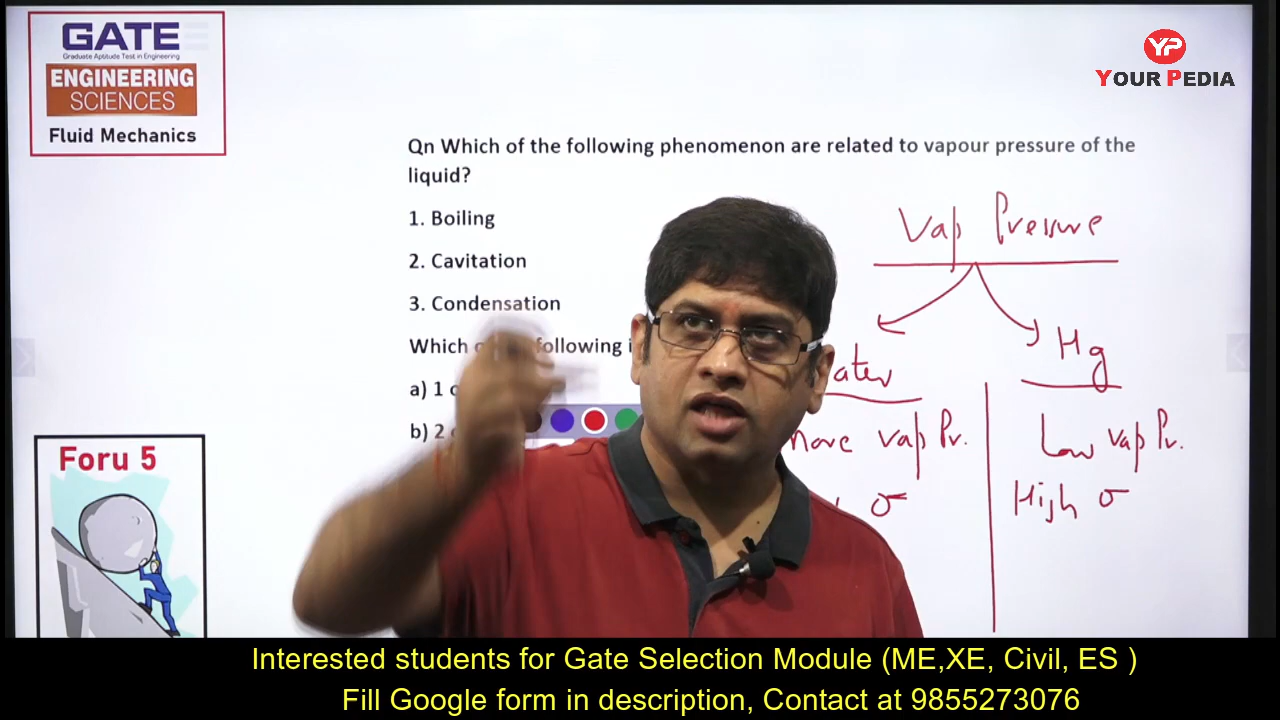 GATE
Graduate Aptitude Test in Engineering
ENGINEERING
SCIENCES
Fluid Mechanics
YP
YOUR PEDIA
Qn Which of the following phenomenon are related to vapour pressure of the
liquid?
1. Boiling
2. Cavitation
3. Condensation
Which following
a) 1
b) 2
Vap Pressure
Hg
vap Pr.
σ
Low vap Pr.
High σ
Foru 5
Interested students for Gate Selection Module (ME,XE, Civil, ES )
Fill Google form in description, Contact at 9855273076